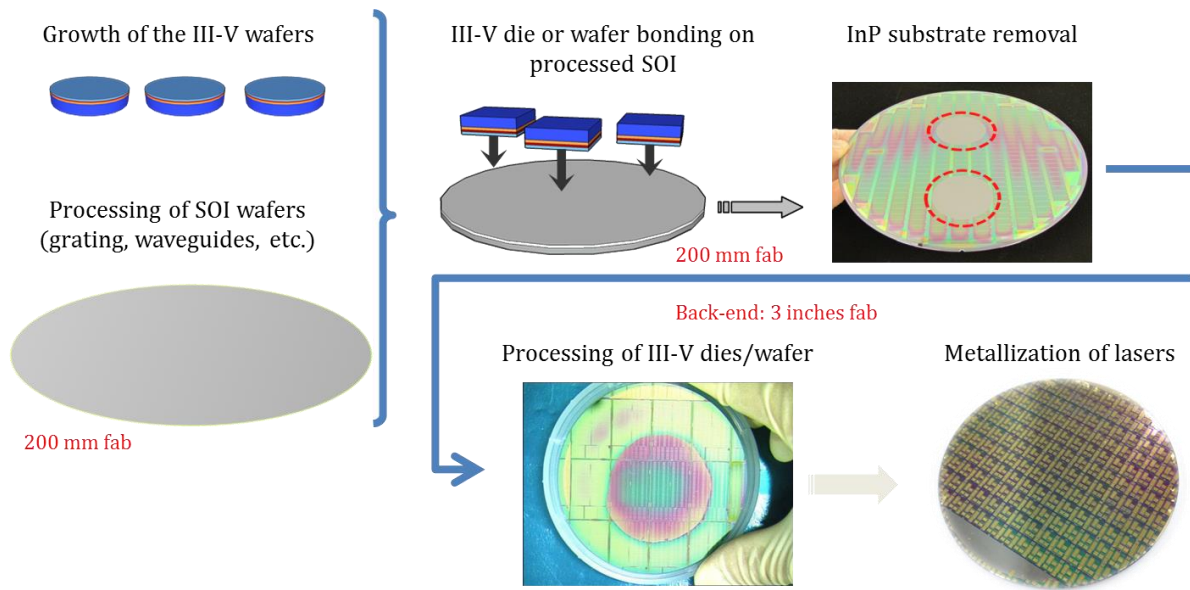 Growth of the III-V wafers
Processing of SOI wafers
(grating, waveguides, etc.)
200 mm fab
III-V die or wafer bonding on
processed SOI
200 mm fab
InP substrate removal
Back-end: 3 inches fab
Processing of III-V dies/wafer
Metallization of lasers